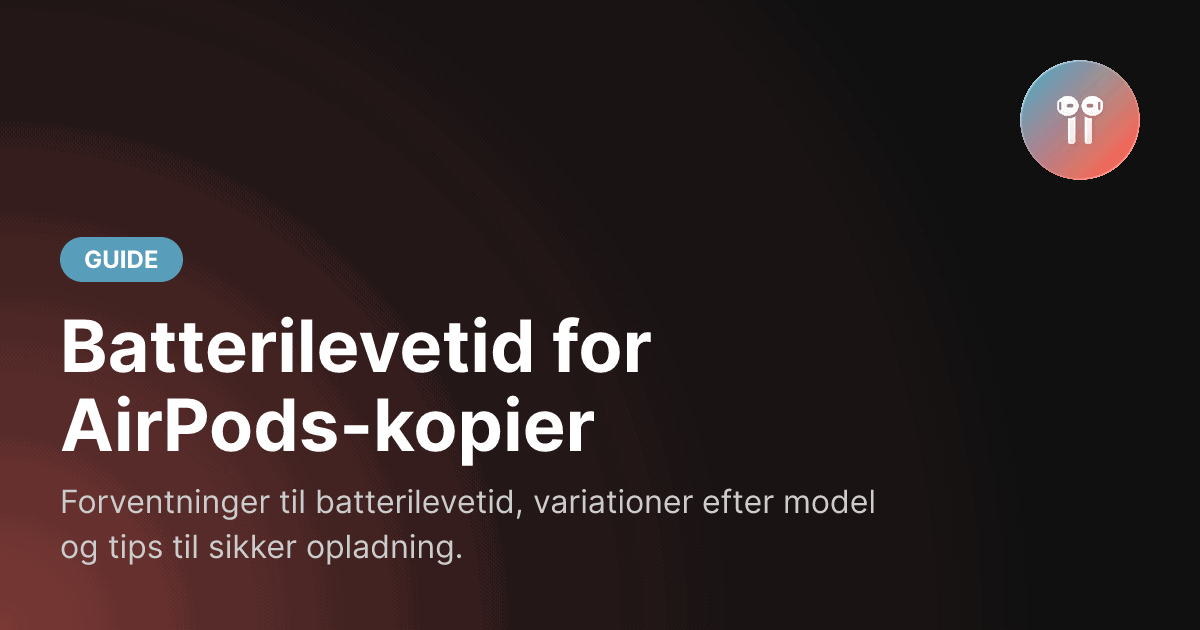 GUIDE
Batterilevetid for
AirPods-kopier
Forventninger til batterilevetid, variationer efter model
og tips til sikker opladning.